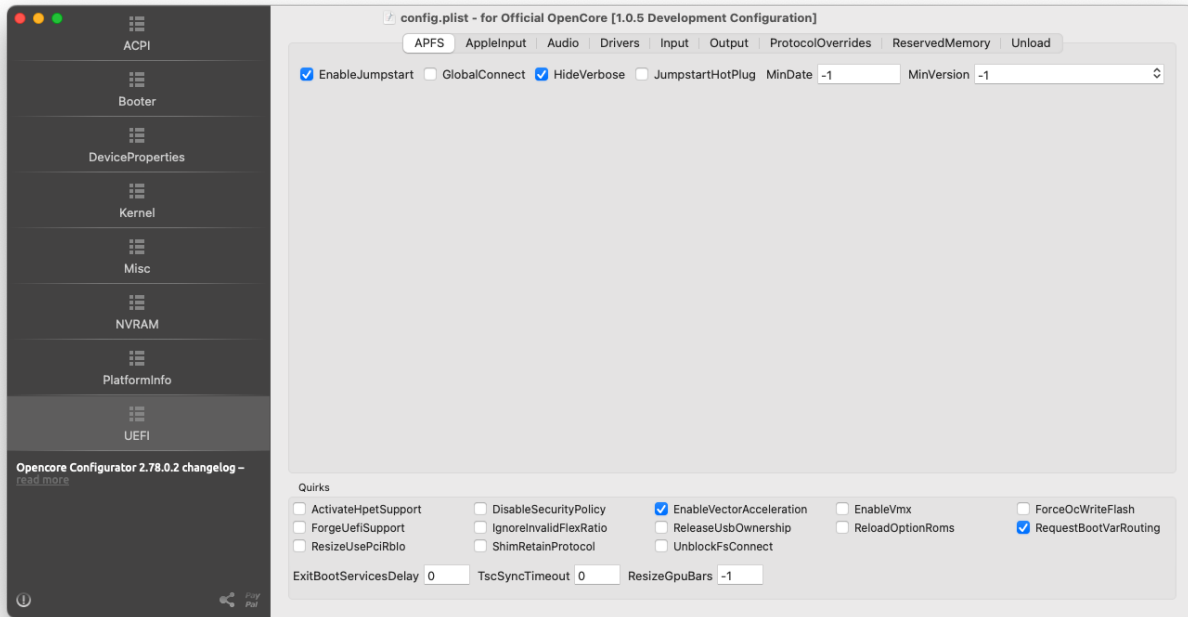 config.plist - for Official OpenCore [1.0.5 Development Configuration]
ACPI
Booter
DeviceProperties
Kernel
Misc
NVRAM
PlatformInfo
UEFI
Opencore Configurator 2.78.0.2 changelog –
read more
Pay
Pal
APFS AppleInput Audio Drivers Input Output ProtocolOverrides ReservedMemory Unload
EnableJumpstart GlobalConnect HideVerbose JumpstartHotPlug MinDate -1 MinVersion -1
Quirks
ActivateHpetSupport DisableSecurityPolicy EnableVectorAcceleration EnableVmx ForceOcWriteFlash
ForgeUefiSupport IgnoreInvalidFlexRatio ReleaseUsbOwnership ReloadOptionRoms RequestBootVarRouting
ResizeUsePciRbIo ShimRetainProtocol UnblockFsConnect
ExitBootServicesDelay 0 TscSyncTimeout 0 ResizeGpuBars -1